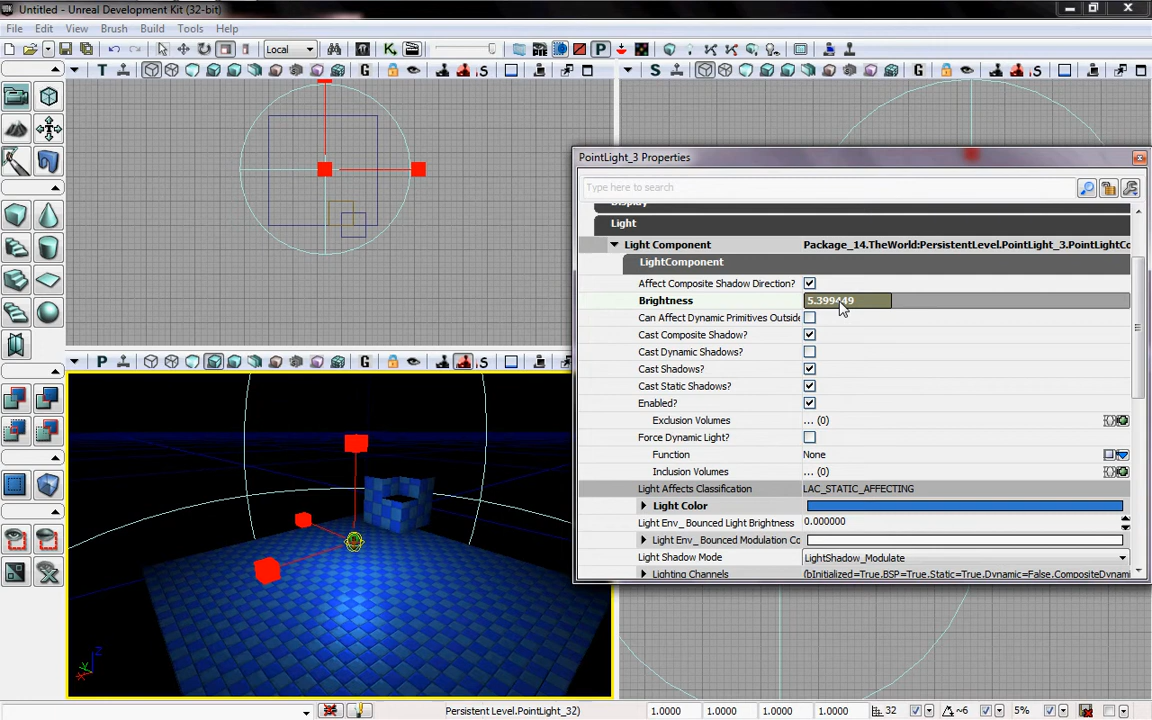 Untitled - Unreal Development Kit (32-bit)
File Edit View Brush Build Tools Help
Local
PointLight_3 Properties
Type here to search
Display
Light
Light Component Package_14.TheWorld:PersistentLevel.PointLight_3.PointLightCo
LightComponent
Affect Composite Shadow Direction?
Brightness 5.399449
Can Affect Dynamic Primitives Outside
Cast Composite Shadow?
Cast Dynamic Shadows?
Cast Shadows?
Cast Static Shadows?
Enabled?
Exclusion Volumes ... (0)
Force Dynamic Light?
Function None
Inclusion Volumes ... (0)
Light Affects Classification LAC_STATIC_AFFECTING
Light Color
Light Env_ Bounced Light Brightness 0.000000
Light Env_ Bounced Modulation Co
Light Shadow Mode LightShadow_Modulate
Lighting Channels (bInitialized=True,BSP=True,Static=True,Dynamic=False,CompositeDynam
Persistent Level.PointLight_32) 1.0000 1.0000 1.0000 1.0000 32 ~6 5%